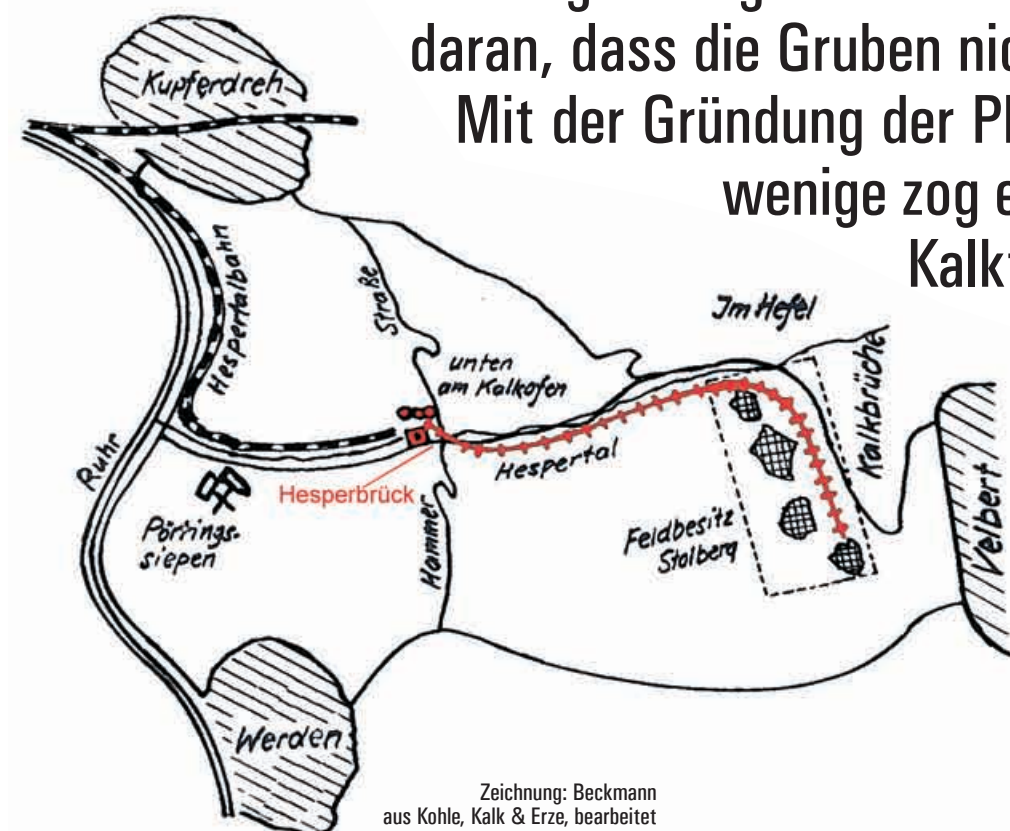 daran, dass die Gruben nic
Mit der Gründung der Pl
wenige zog e
Kalk
Kupferdreh
Hespertalbahn
Straße
Im Hefel
unten
am Kalkofen
Kalkbrüche
Ruhr
Hespertal
Hesperbrück
Pörtings-
siepen
Hammer
Feldbesitz
Stolberg
Velbert
Werden
Zeichnung: Beckmann
aus Kohle, Kalk & Erze, bearbeitet